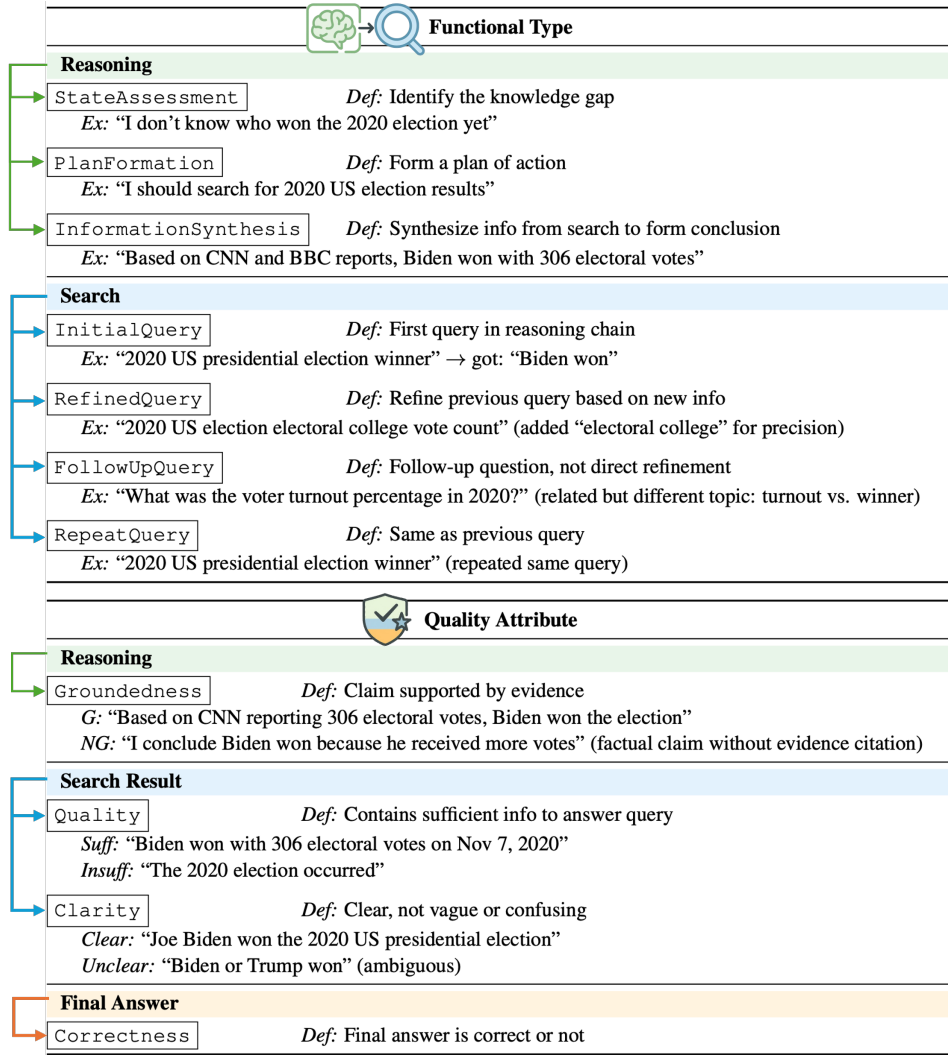 Functional Type
Reasoning
StateAssessment Def: Identify the knowledge gap
Ex: “I don’t know who won the 2020 election yet”
PlanFormation Def: Form a plan of action
Ex: “I should search for 2020 US election results”
InformationSynthesis Def: Synthesize info from search to form conclusion
Ex: “Based on CNN and BBC reports, Biden won with 306 electoral votes”
Search
InitialQuery Def: First query in reasoning chain
Ex: “2020 US presidential election winner” → got: “Biden won”
RefinedQuery Def: Refine previous query based on new info
Ex: “2020 US election electoral college vote count” (added “electoral college” for precision)
FollowUpQuery Def: Follow-up question, not direct refinement
Ex: “What was the voter turnout percentage in 2020?” (related but different topic: turnout vs. winner)
RepeatQuery Def: Same as previous query
Ex: “2020 US presidential election winner” (repeated same query)
Quality Attribute
Reasoning
Groundedness Def: Claim supported by evidence
G: “Based on CNN reporting 306 electoral votes, Biden won the election”
NG: “I conclude Biden won because he received more votes” (factual claim without evidence citation)
Search Result
Quality Def: Contains sufficient info to answer query
Suff: “Biden won with 306 electoral votes on Nov 7, 2020”
Insuff: “The 2020 election occurred”
Clarity Def: Clear, not vague or confusing
Clear: “Joe Biden won the 2020 US presidential election”
Unclear: “Biden or Trump won” (ambiguous)
Final Answer
Correctness Def: Final answer is correct or not